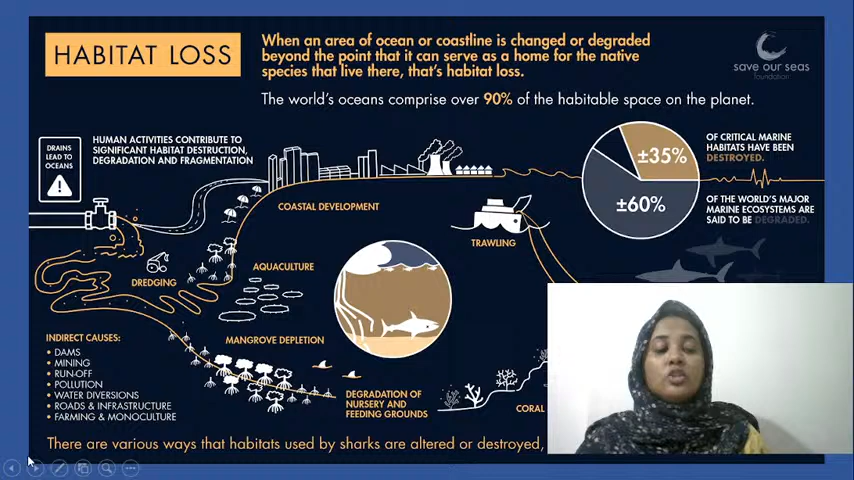 HABITAT LOSS
When an area of ocean or coastline is changed or degraded
beyond the point that it can serve as a home for the native
species that live there, that's habitat loss.
save our seas
foundation
The world's oceans comprise over 90% of the habitable space on the planet.
DRAINS
LEAD TO
OCEANS
HUMAN ACTIVITIES CONTRIBUTE TO
SIGNIFICANT HABITAT DESTRUCTION,
DEGRADATION AND FRAGMENTATION
±35%
OF CRITICAL MARINE
HABITATS HAVE BEEN
DESTROYED.
±60%
OF THE WORLD'S MAJOR
MARINE ECOSYSTEMS ARE
SAID TO BE DEGRADED.
COASTAL DEVELOPMENT
TRAWLING
AQUACULTURE
DREDGING
MANGROVE DEPLETION
INDIRECT CAUSES:
• DAMS
• MINING
• RUN-OFF
• POLLUTION
• WATER DIVERSIONS
• ROADS & INFRASTRUCTURE
• FARMING & MONOCULTURE
DEGRADATION OF
NURSERY AND
FEEDING GROUNDS
CORAL
There are various ways that habitats used by sharks are altered or destroyed,